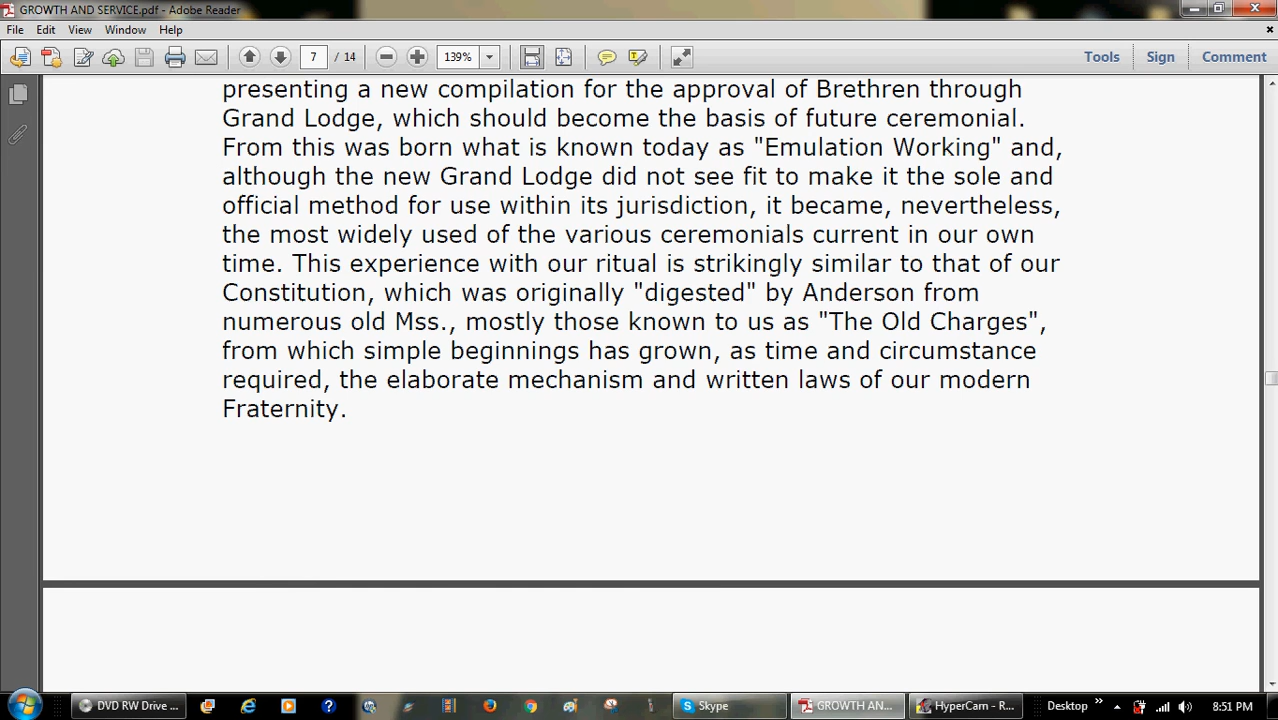 GROWTH AND SERVICE.pdf - Adobe Reader
File Edit View Window Help
7 / 14 139% Tools Sign Comment
presenting a new compilation for the approval of Brethren through
Grand Lodge, which should become the basis of future ceremonial.
From this was born what is known today as "Emulation Working" and,
although the new Grand Lodge did not see fit to make it the sole and
official method for use within its jurisdiction, it became, nevertheless,
the most widely used of the various ceremonials current in our own
time. This experience with our ritual is strikingly similar to that of our
Constitution, which was originally "digested" by Anderson from
numerous old Mss., mostly those known to us as "The Old Charges",
from which simple beginnings has grown, as time and circumstance
required, the elaborate mechanism and written laws of our modern
Fraternity.
DVD RW Drive ... Skype GROWTH AN... HyperCam - R... Desktop 8:51 PM